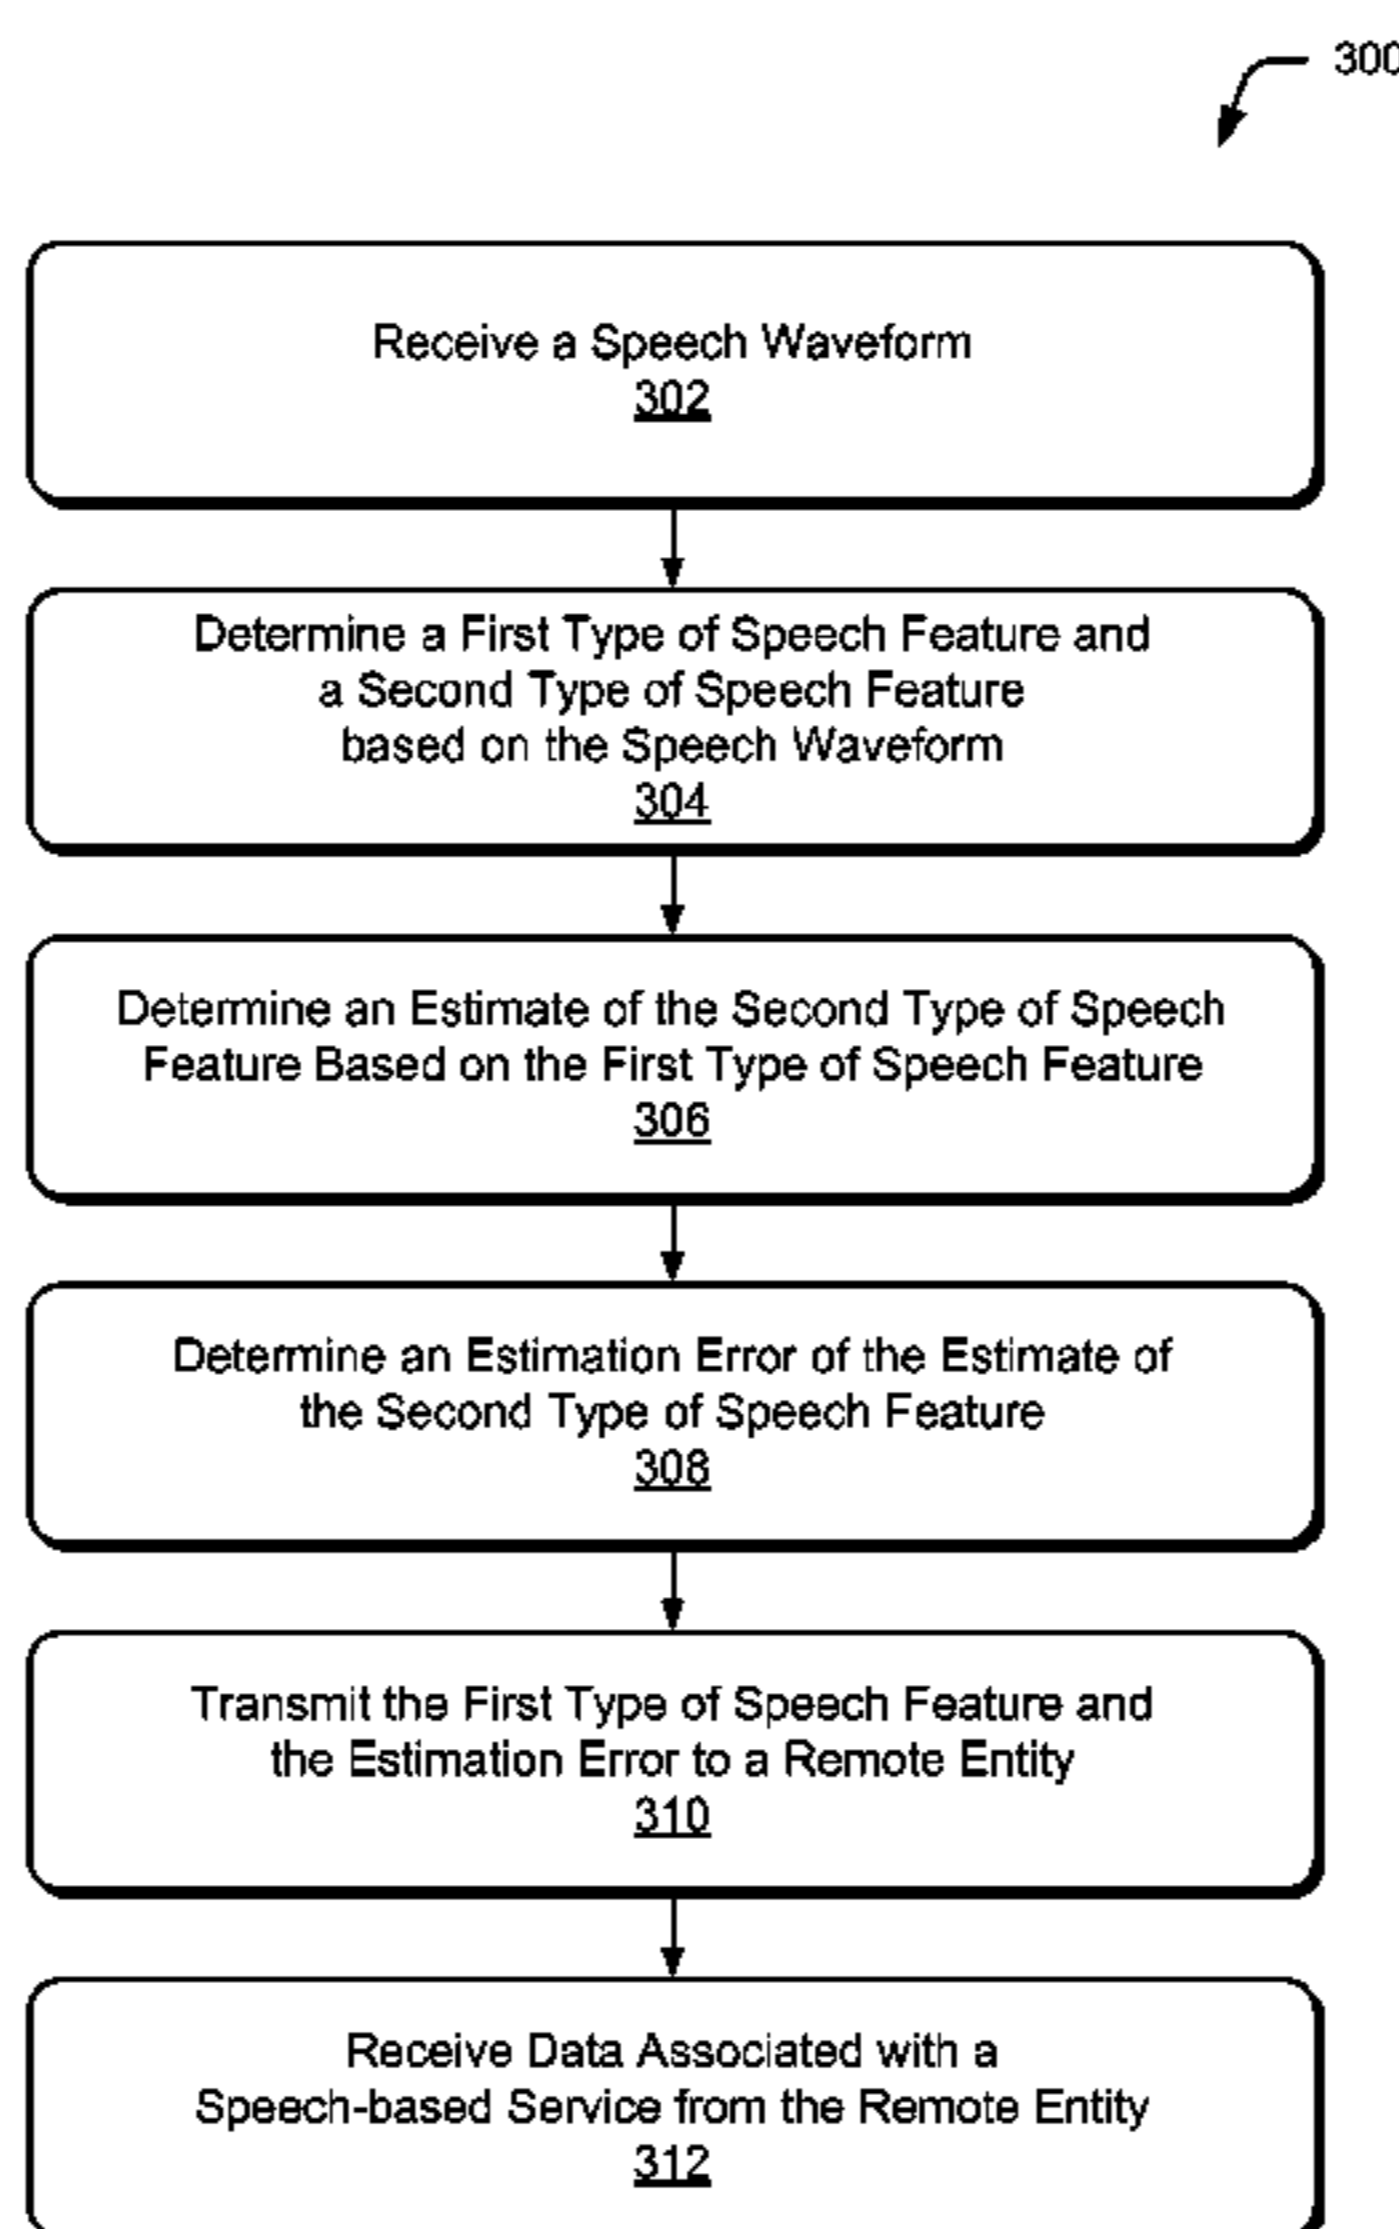 300
Receive a Speech Waveform
302
Determine a First Type of Speech Feature and
a Second Type of Speech Feature
based on the Speech Waveform
304
Determine an Estimate of the Second Type of Speech
Feature Based on the First Type of Speech Feature
306
Determine an Estimation Error of the Estimate of
the Second Type of Speech Feature
308
Transmit the First Type of Speech Feature and
the Estimation Error to a Remote Entity
310
Receive Data Associated with a
Speech-based Service from the Remote Entity
312